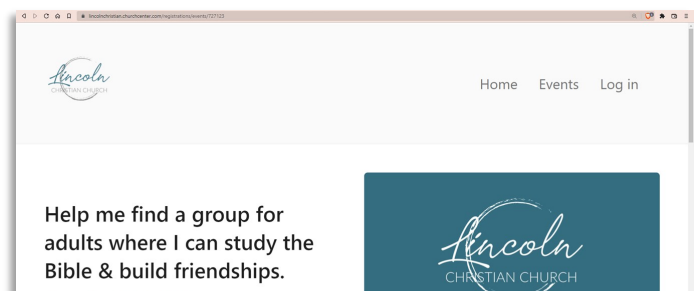 lincolnchristian.churchcenter.com/registrations/events/727123
Lincoln
CHRISTIAN CHURCH
Home Events Log in
Help me find a group for
adults where I can study the
Bible & build friendships.
Lincoln
CHRISTIAN CHURCH